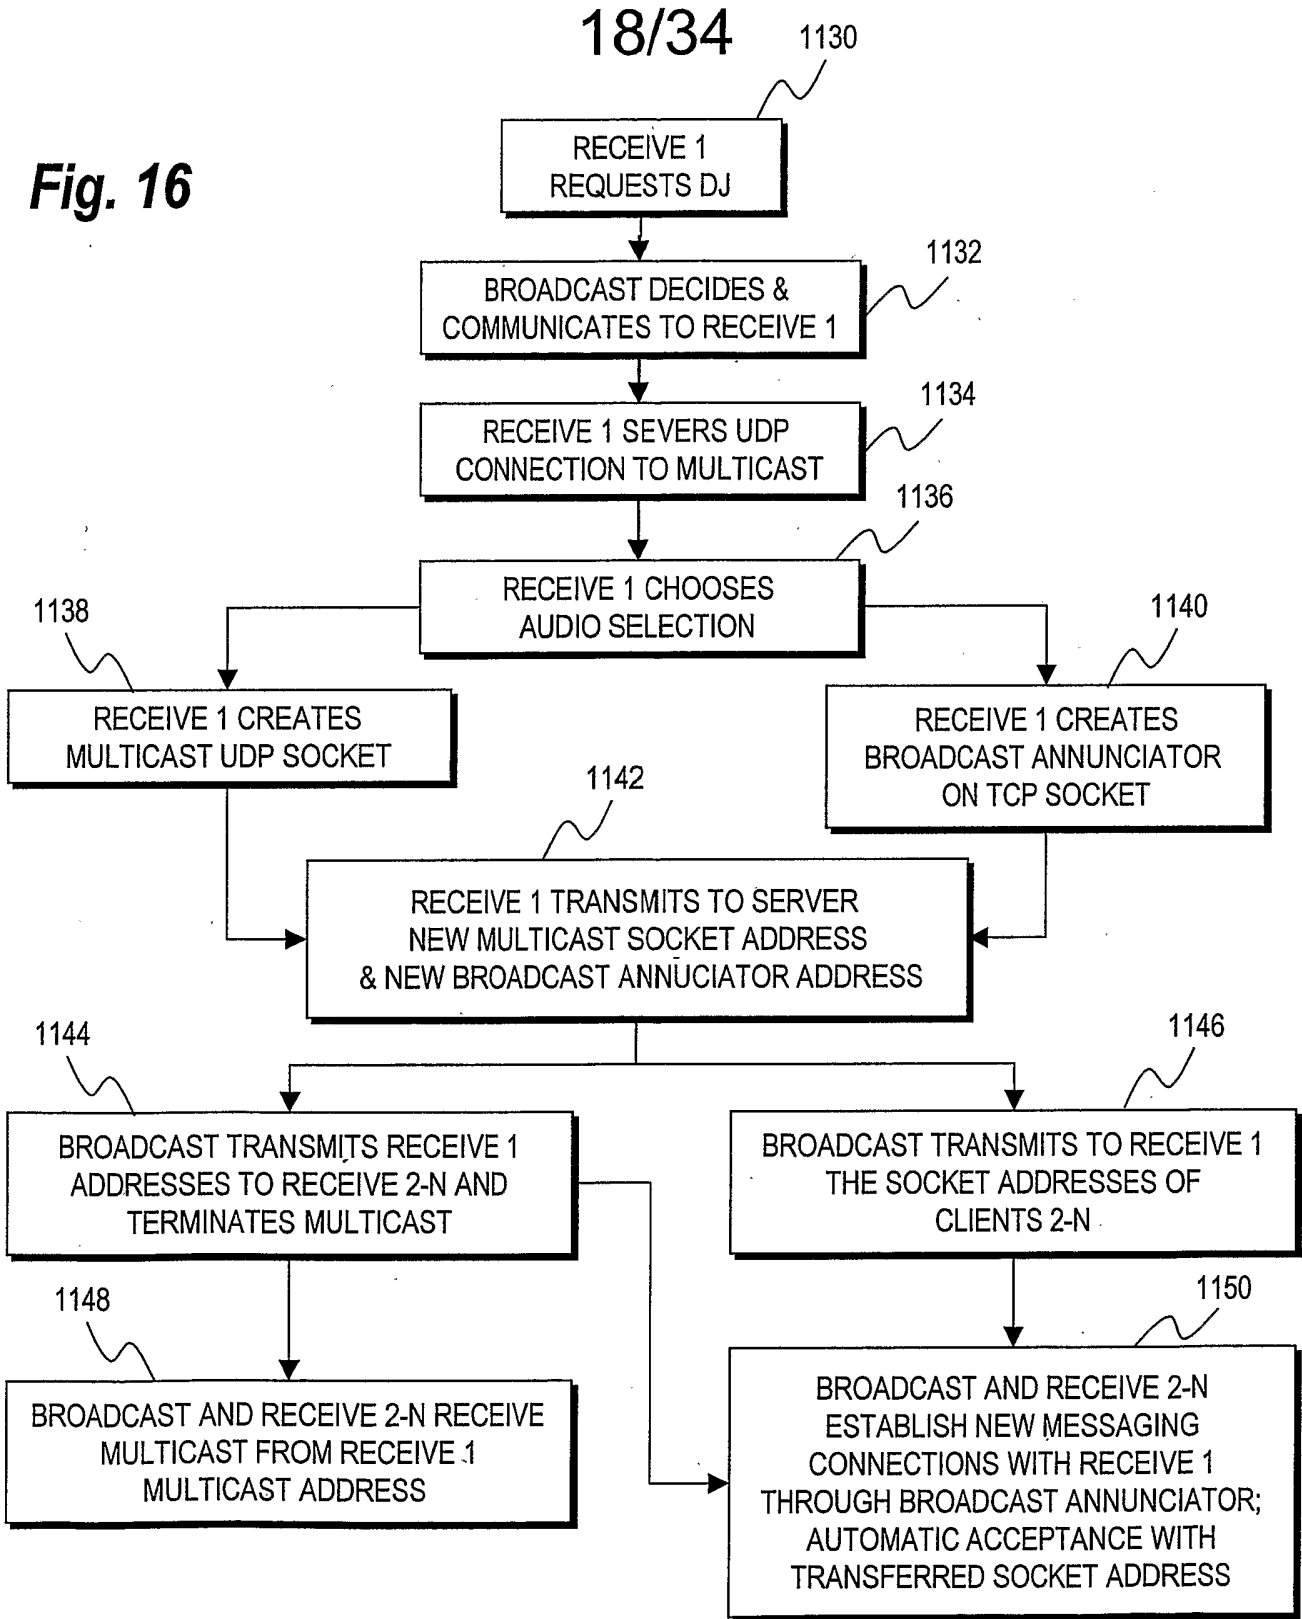 18/34
1130
Fig. 16
RECEIVE 1
REQUESTS DJ
1132
BROADCAST DECIDES &
COMMUNICATES TO RECEIVE 1
1134
RECEIVE 1 SEVERS UDP
CONNECTION TO MULTICAST
1136
RECEIVE 1 CHOOSES
AUDIO SELECTION
1138
1140
RECEIVE 1 CREATES
MULTICAST UDP SOCKET
RECEIVE 1 CREATES
BROADCAST ANNUNCIATOR
ON TCP SOCKET
1142
RECEIVE 1 TRANSMITS TO SERVER
NEW MULTICAST SOCKET ADDRESS
& NEW BROADCAST ANNUCIATOR ADDRESS
1144
1146
BROADCAST TRANSMITS RECEIVE 1
ADDRESSES TO RECEIVE 2-N AND
TERMINATES MULTICAST
BROADCAST TRANSMITS TO RECEIVE 1
THE SOCKET ADDRESSES OF
CLIENTS 2-N
1148
1150
BROADCAST AND RECEIVE 2-N RECEIVE
MULTICAST FROM RECEIVE 1
MULTICAST ADDRESS
BROADCAST AND RECEIVE 2-N
ESTABLISH NEW MESSAGING
CONNECTIONS WITH RECEIVE 1
THROUGH BROADCAST ANNUNCIATOR;
AUTOMATIC ACCEPTANCE WITH
TRANSFERRED SOCKET ADDRESS